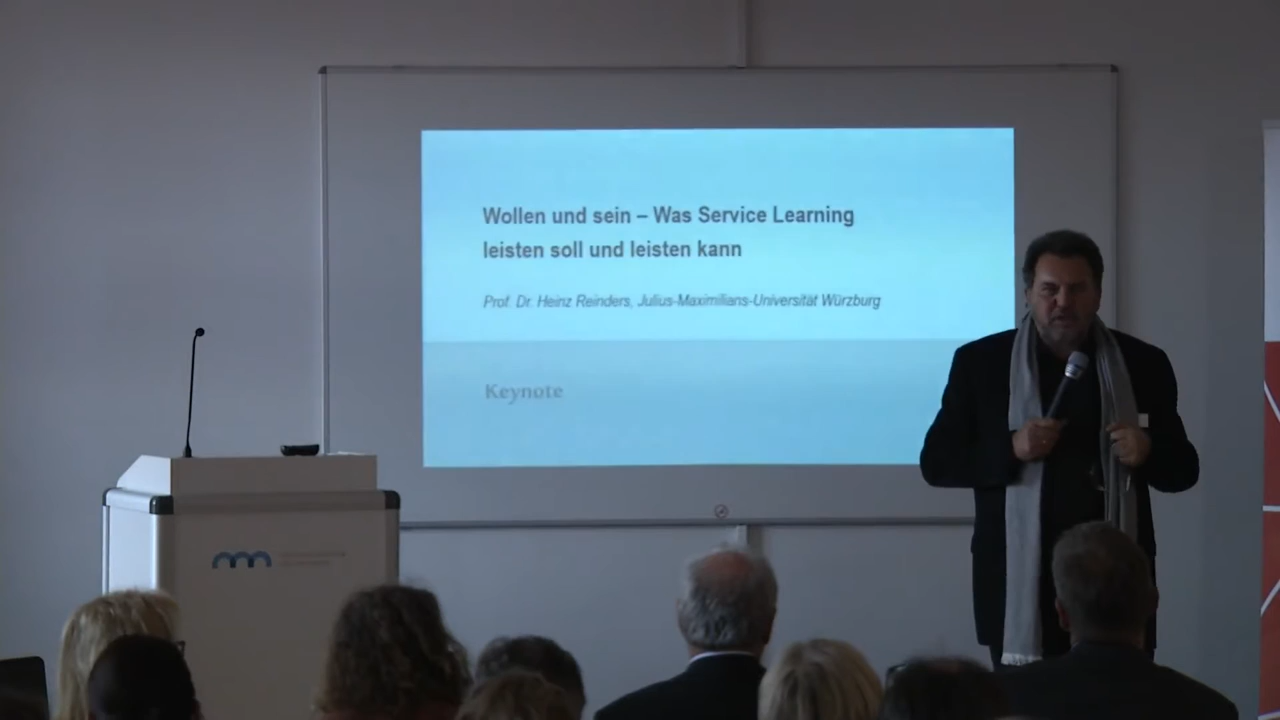 Wollen und sein – Was Service Learning
leisten soll und leisten kann
Prof. Dr. Heinz Reinders, Julius-Maximilians-Universität Würzburg
Keynote